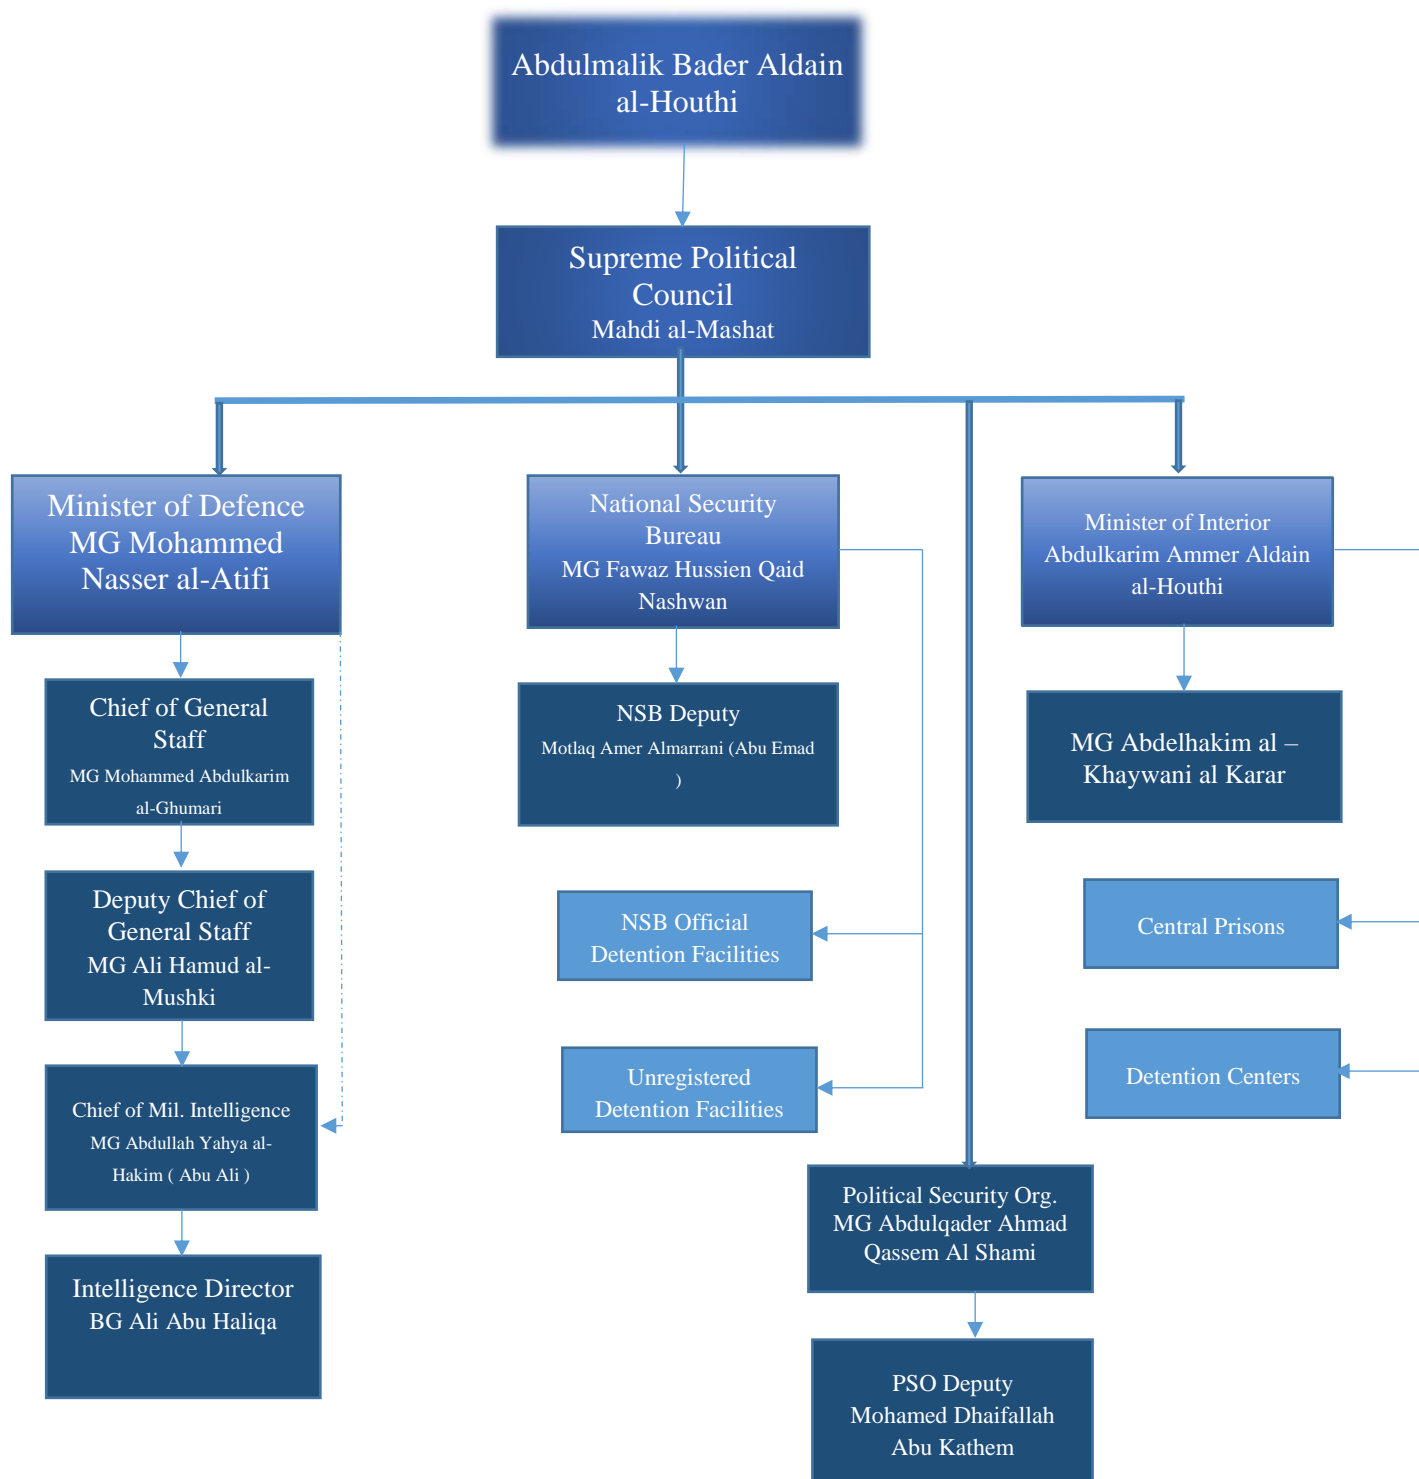 Abdulmalik Bader Aldain
al-Houthi
Supreme Political
Council
Mahdi al-Mashat
Minister of Defence
MG Mohammed
Nasser al-Atifi
National Security
Bureau
MG Fawaz Hussien Qaid
Nashwan
Minister of Interior
Abdulkarim Ammer Aldain
al-Houthi
Chief of General
Staff
MG Mohammed Abdulkarim
al-Ghumari
NSB Deputy
Motlaq Amer Almarrani (Abu Emad
)
MG Abdelhakim al –
Khaywani al Karar
Deputy Chief of
General Staff
MG Ali Hamud al-
Mushki
NSB Official
Detention Facilities
Central Prisons
Chief of Mil. Intelligence
MG Abdullah Yahya al-
Hakim ( Abu Ali )
Unregistered
Detention Facilities
Detention Centers
Political Security Org.
MG Abdulqader Ahmad
Qassem Al Shami
Intelligence Director
BG Ali Abu Haliqa
PSO Deputy
Mohamed Dhaifallah
Abu Kathem